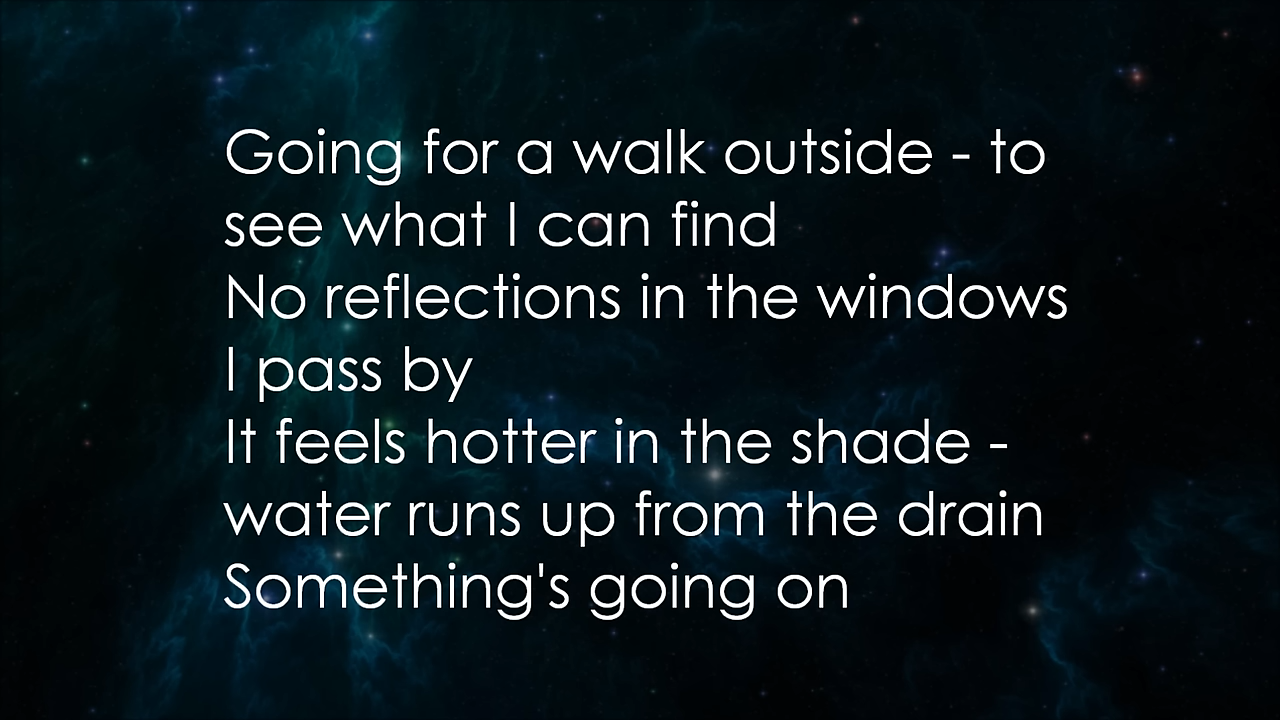 Going for a walk outside - to
see what I can find
No reflections in the windows
I pass by
It feels hotter in the shade -
water runs up from the drain
Something's going on